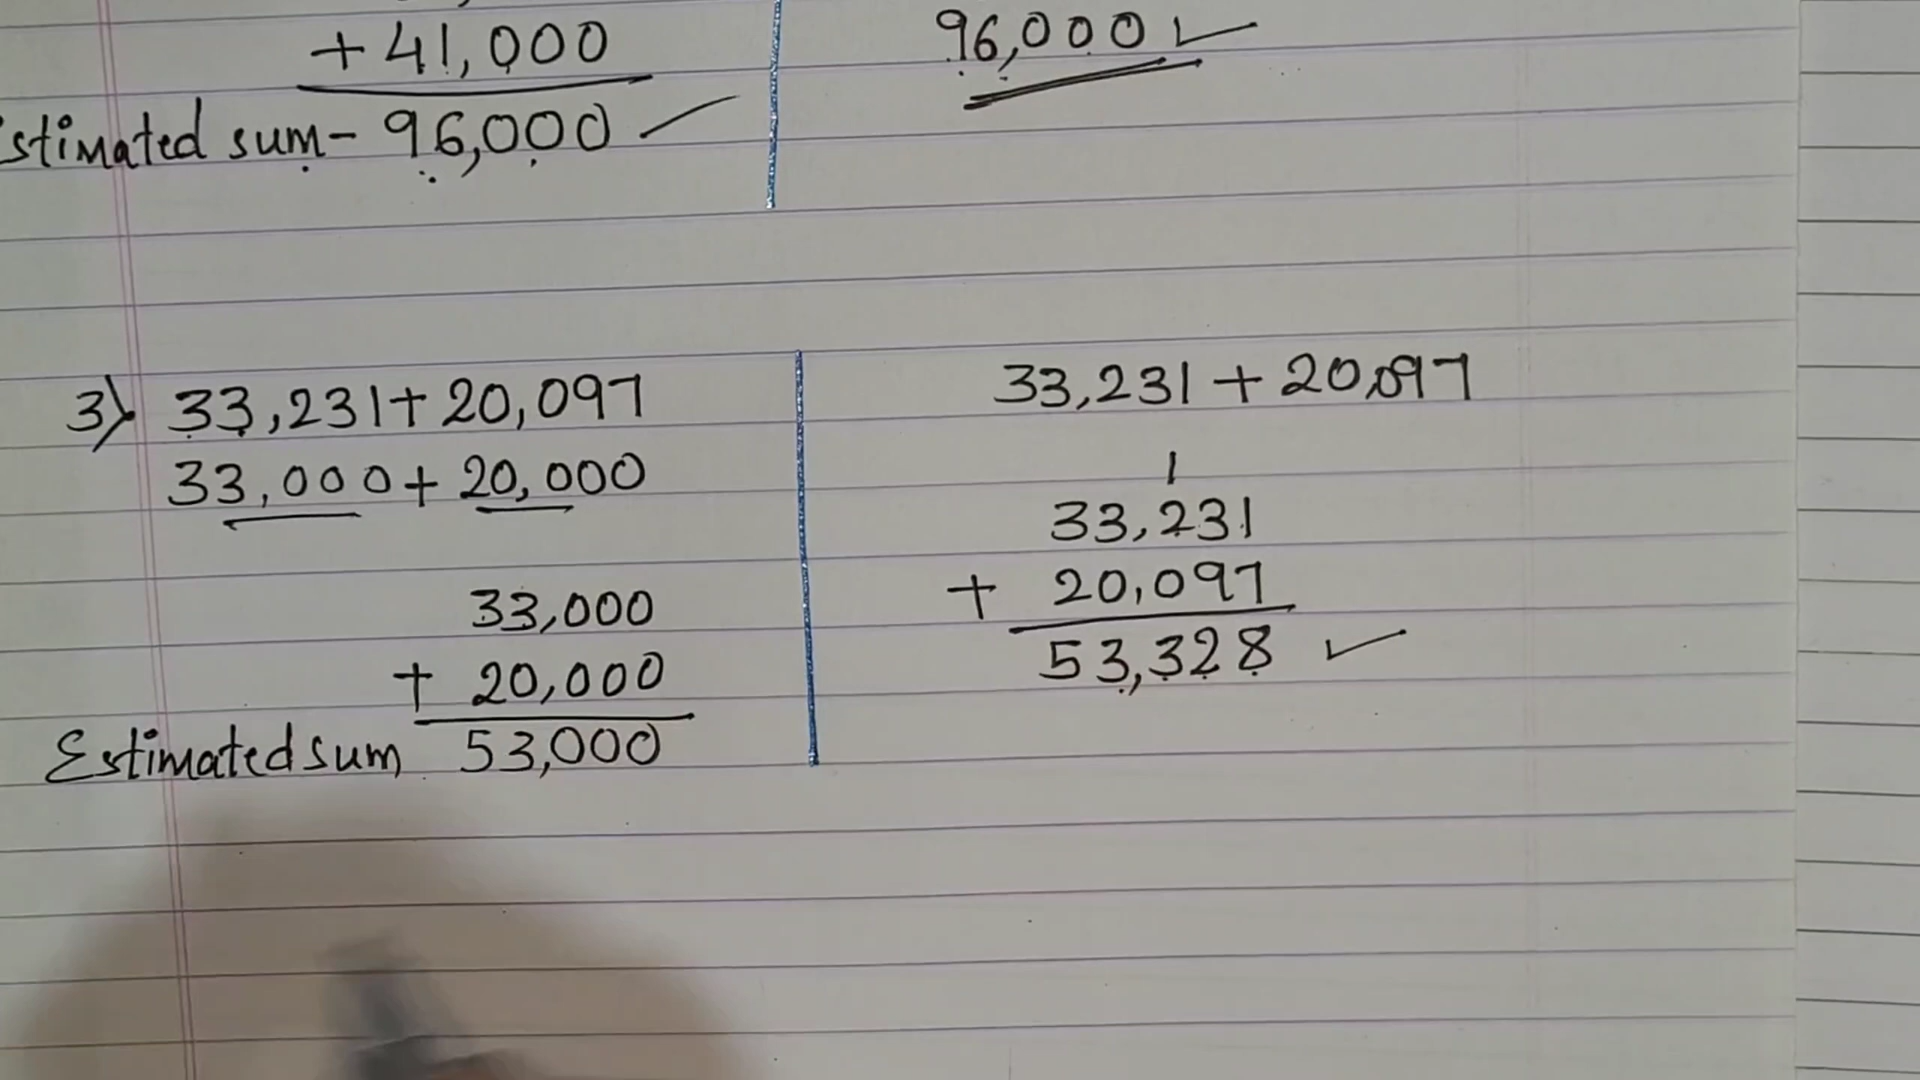 + 41,000
stimated sum - 96,000
96,000
3) 33,231 + 20,097
33,000 + 20,000
33,000
+ 20,000
Estimated sum 53,000
33,231 + 20,097
1
33,231
+ 20,097
53,328